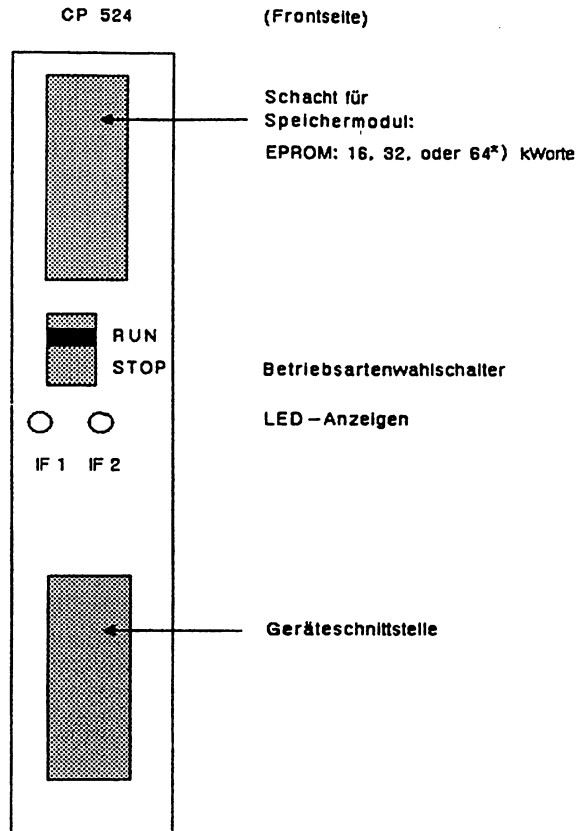 CP 524 (Frontseite)
Schacht für
Speichermodul:
EPROM: 16, 32, oder 64*) kWorte
RUN
STOP
Betriebsartenwahlschalter
LED-Anzeigen
IF 1 IF 2
Geräteschnittstelle